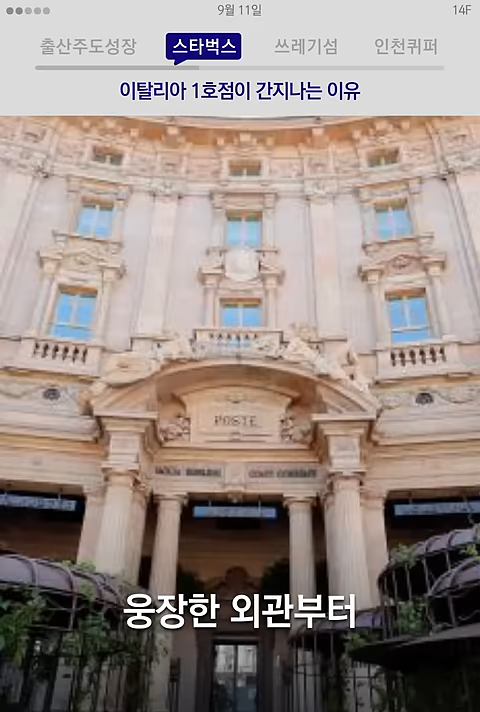 9월 11일
14F
출산주도성장 스타벅스 쓰레기섬 인천퀴퍼
이탈리아 1호점이 간지나는 이유
POSTE
웅장한 외관부터